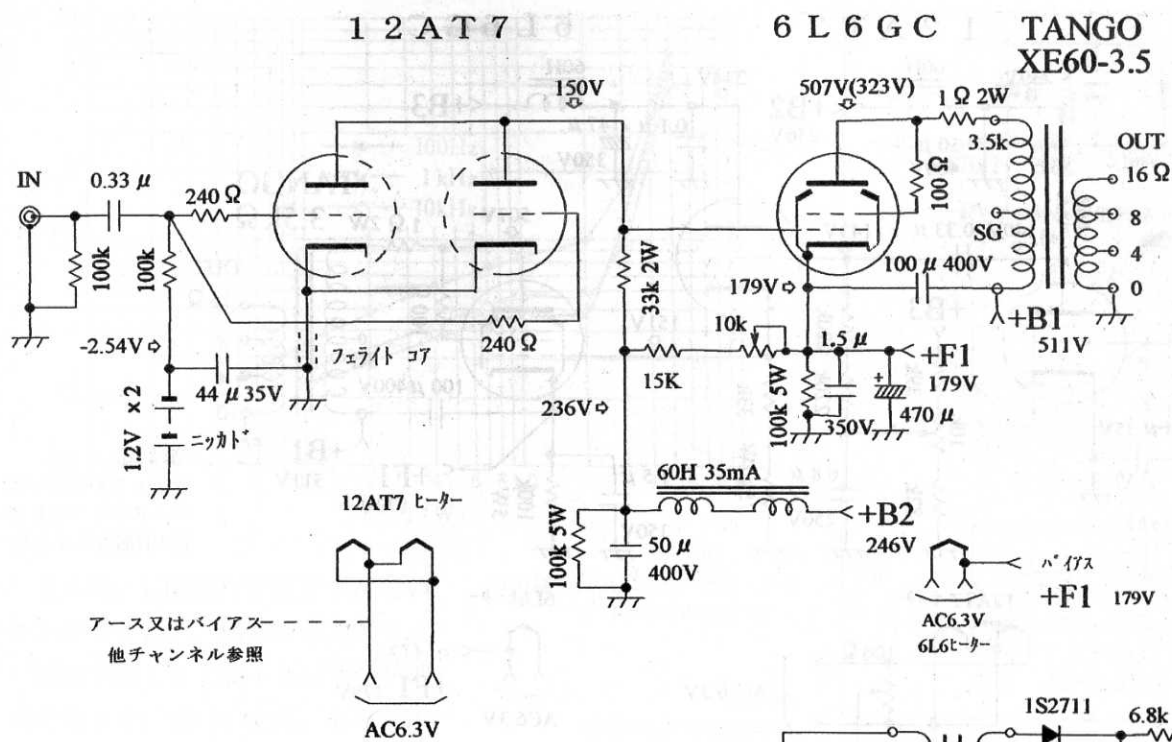 12AT7
6L6GC
TANGO
XE60-3.5
150V
507V(323V)
1Ω 2W
3.5k
OUT
IN
0.33μ
240Ω
100Ω
16Ω
8
SG
4
0
100k
100k
33k 2W
100μ 400V
179V
+B1
511V
-2.54V
240Ω
10k
1.5μ
+F1
179V
フェライト コア
44μ 35V
15K
x 2
1.2V
ニッカド
236V
100k 5W
350V
470μ
60H 35mA
12AT7 ヒーター
+B2
246V
100k 5W
50μ
400V
バイアス
+F1 179V
AC6.3V
6L6ヒーター
アース又はバイアス
他チャンネル参照
AC6.3V
1S2711
6.8k